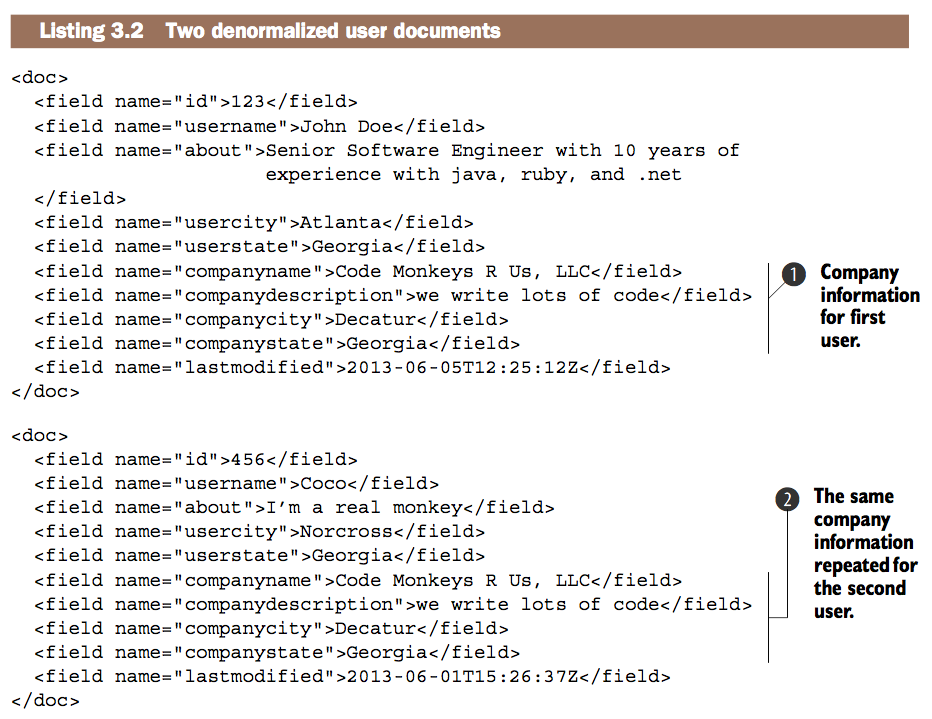 Listing 3.2 Two denormalized user documents
<doc>
<field name="id">123</field>
<field name="username">John Doe</field>
<field name="about">Senior Software Engineer with 10 years of
experience with java, ruby, and .net
</field>
<field name="usercity">Atlanta</field>
<field name="userstate">Georgia</field>
<field name="companyname">Code Monkeys R Us, LLC</field>
<field name="companydescription">we write lots of code</field>
<field name="companycity">Decatur</field>
<field name="companystate">Georgia</field>
<field name="lastmodified">2013-06-05T12:25:12Z</field>
</doc>
1 Company
information
for first
user.
<doc>
<field name="id">456</field>
<field name="username">Coco</field>
<field name="about">I’m a real monkey</field>
<field name="usercity">Norcross</field>
<field name="userstate">Georgia</field>
<field name="companyname">Code Monkeys R Us, LLC</field>
<field name="companydescription">we write lots of code</field>
<field name="companycity">Decatur</field>
<field name="companystate">Georgia</field>
<field name="lastmodified">2013-06-01T15:26:37Z</field>
</doc>
2 The same
company
information
repeated for
the second
user.